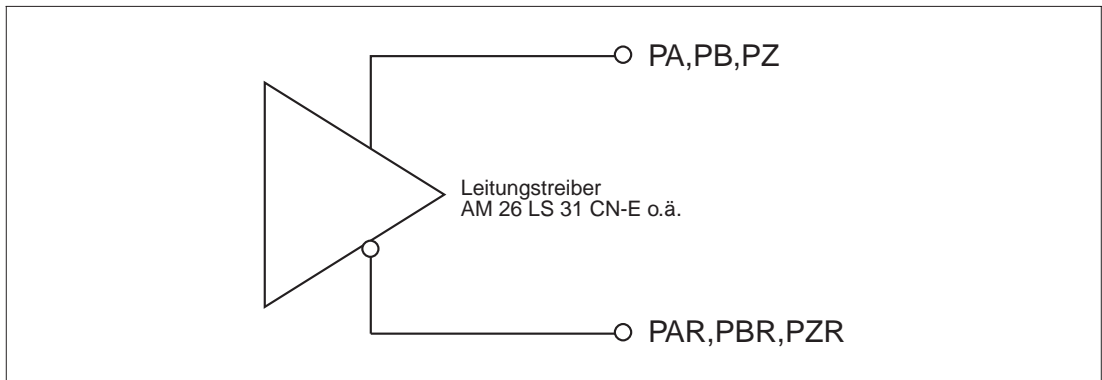 PA,PB,PZ
Leitungstreiber
AM 26 LS 31 CN-E o.ä.
PAR,PBR,PZR